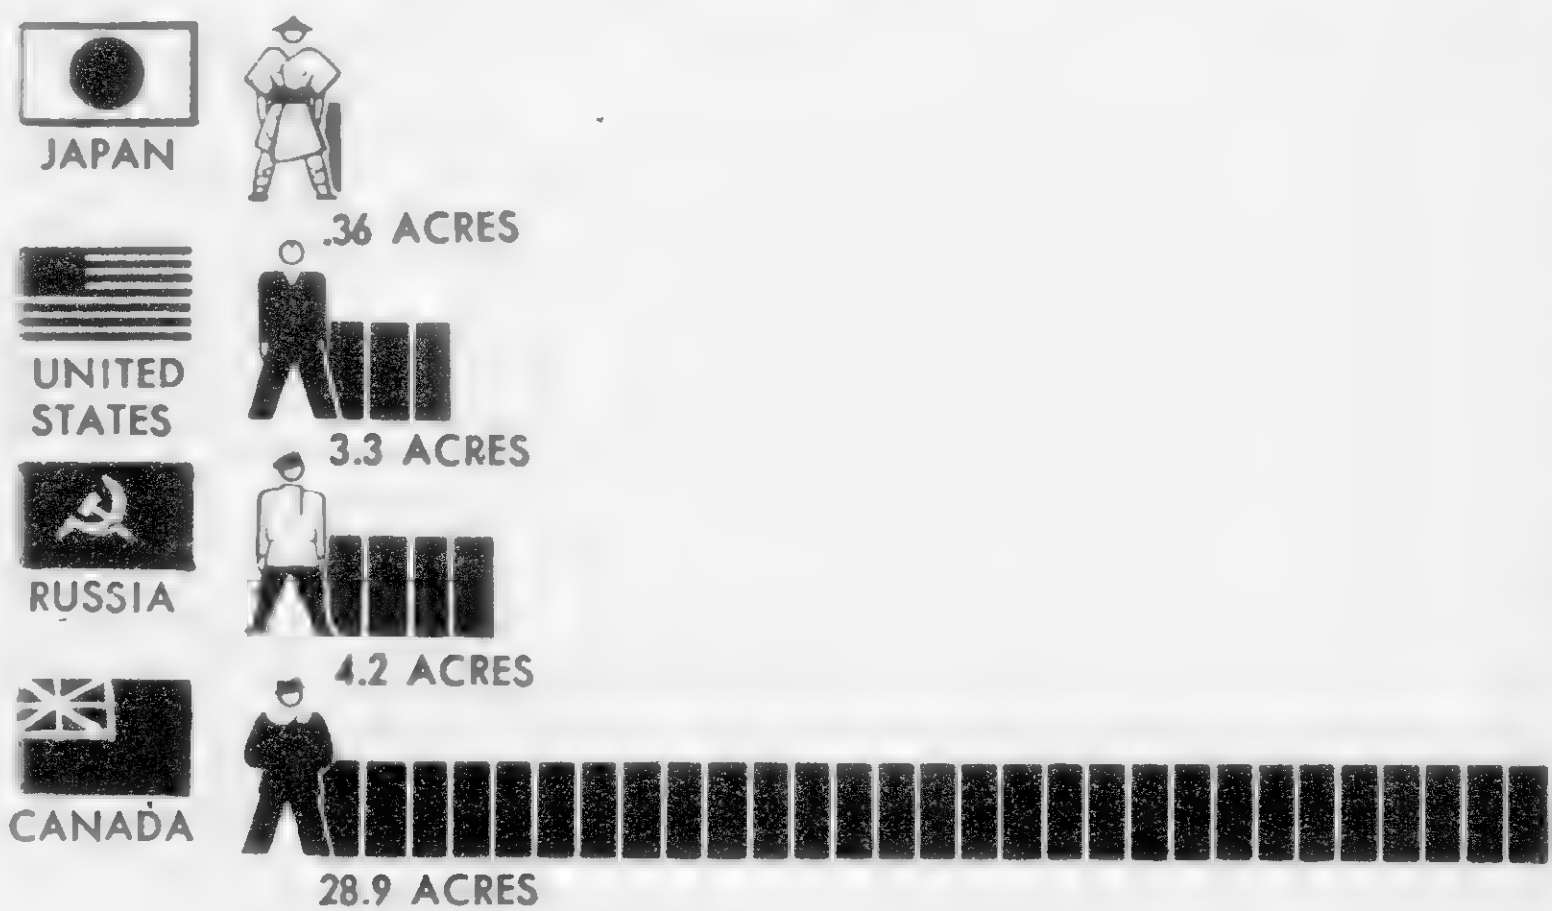 JAPAN
.36 ACRES
UNITED
STATES
3.3 ACRES
RUSSIA
4.2 ACRES
CANADA
28.9 ACRES